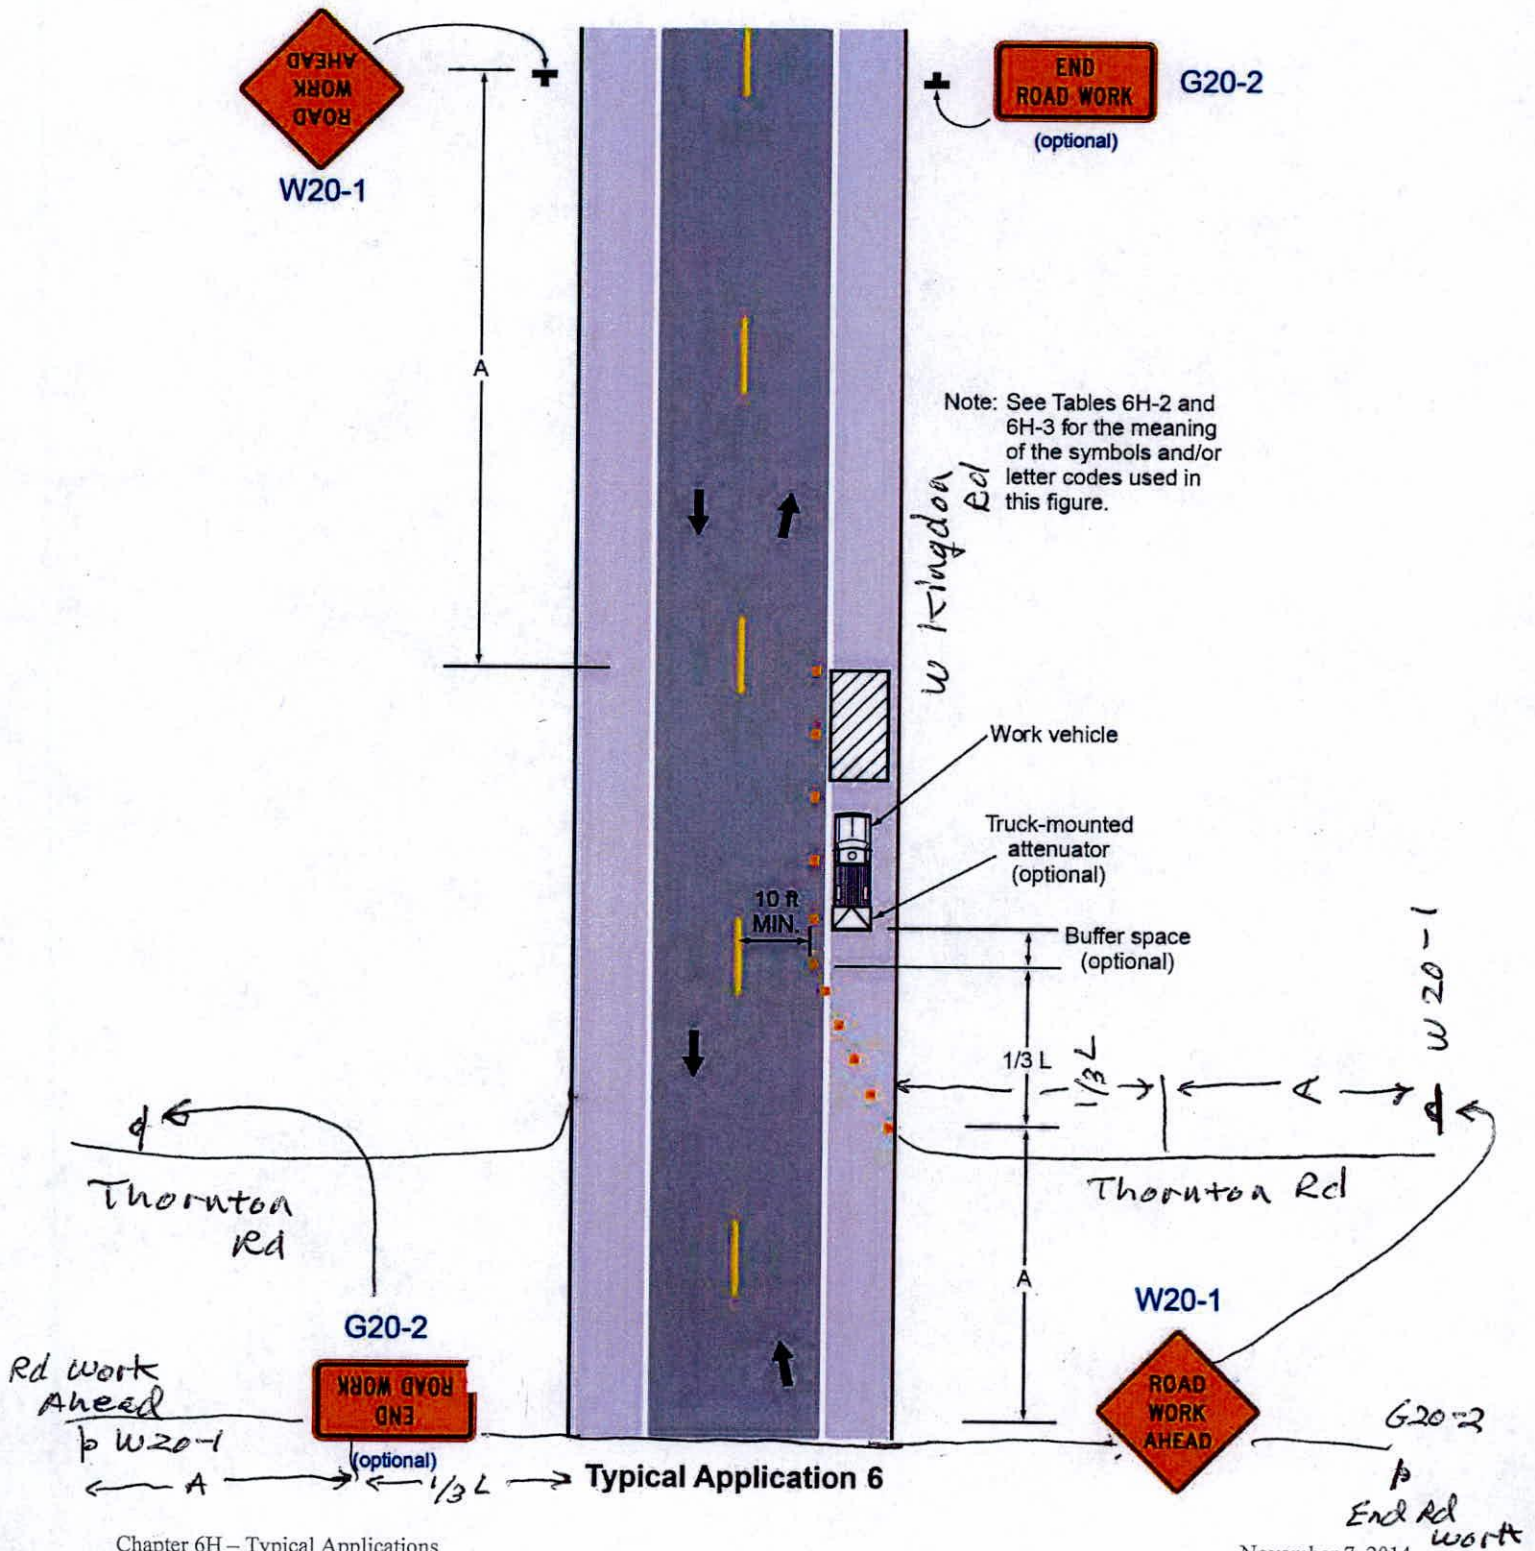 ROAD
WORK
AHEAD
W20-1
END
ROAD WORK
G20-2
(optional)
A
Note: See Tables 6H-2 and
6H-3 for the meaning
of the symbols and/or
letter codes used in
this figure.
W Kingdon
Rd
Work vehicle
Truck-mounted
attenuator
(optional)
10 ft
MIN.
Buffer space
(optional)
1/3 L
1/3 L
A
W20-1
Thornton
Rd
Thornton Rd
A
G20-2
END
ROAD WORK
(optional)
W20-1
ROAD
WORK
AHEAD
Rd Work
Ahead
W20-1
A
1/3 L
G20-2
End Rd
Work
Typical Application 6
Chapter 6H – Typical Applications
November 7, 2014